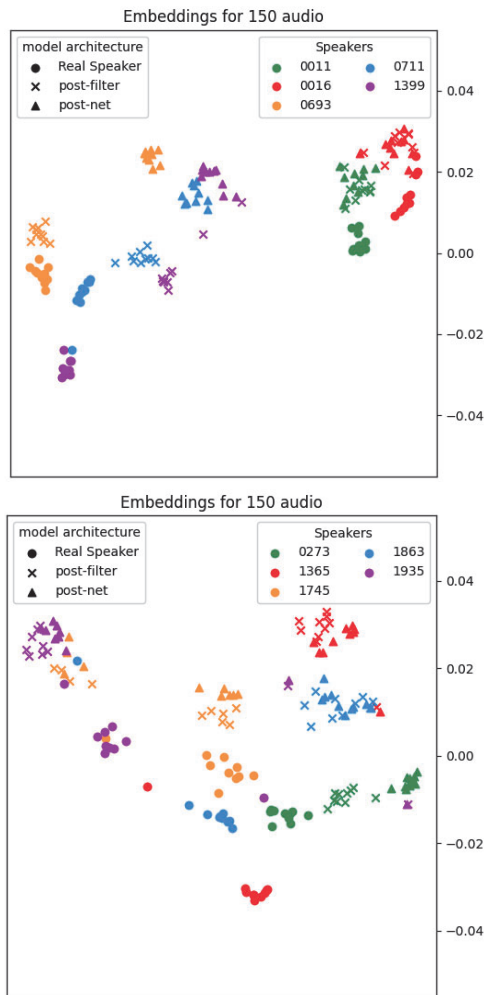 Embeddings for 150 audio
model architecture
Real Speaker
post-filter
post-net
Speakers
0011
0016
0693
0711
1399
0.04
0.02
0.00
−0.02
−0.04
Embeddings for 150 audio
model architecture
Real Speaker
post-filter
post-net
Speakers
0273
1365
1745
1863
1935
0.04
0.02
0.00
−0.02
−0.04